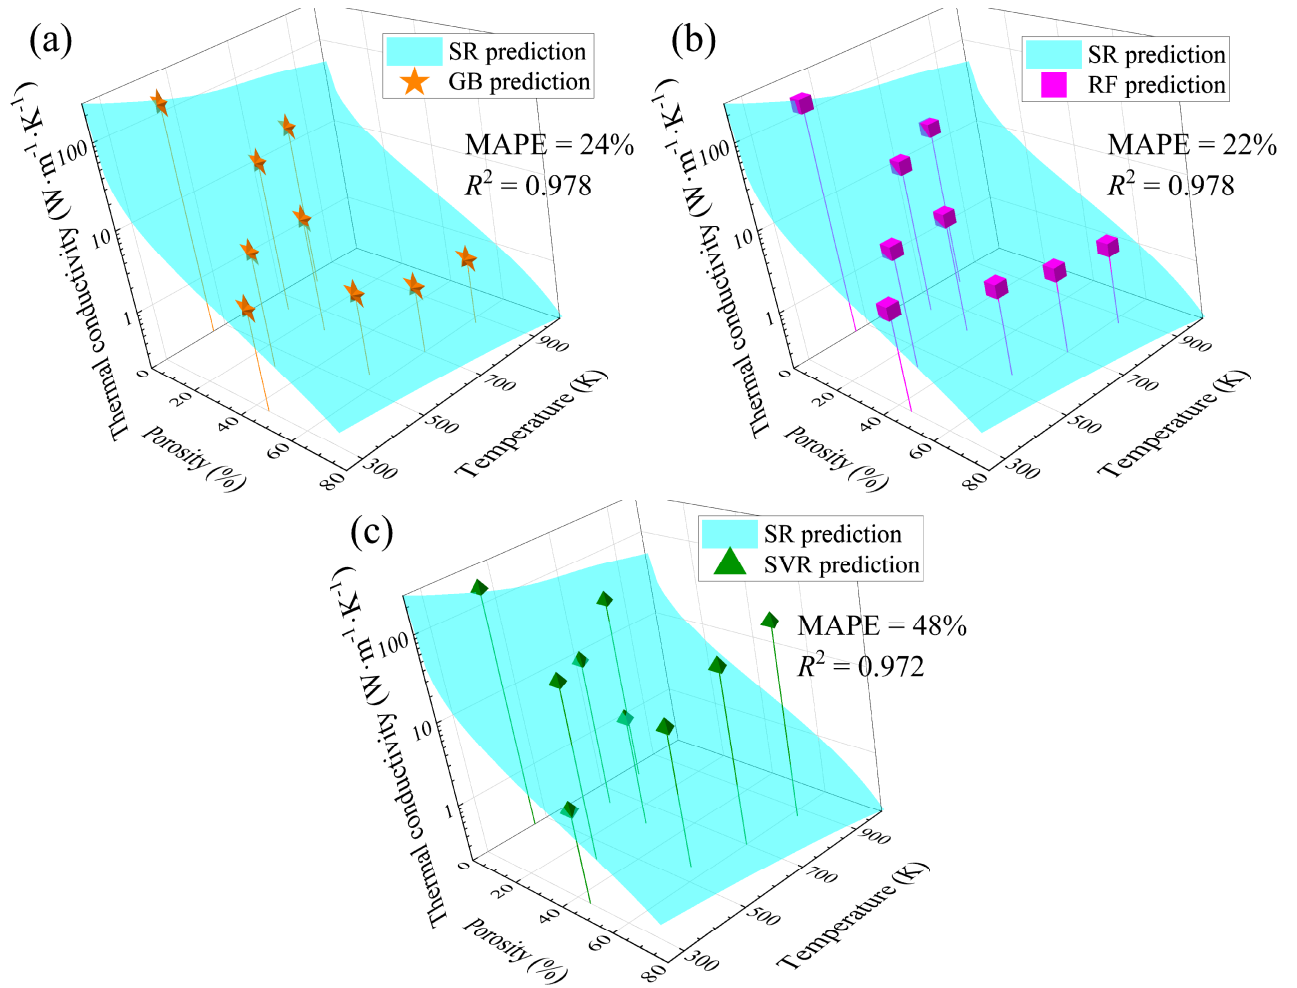 (a)
SR prediction
GB prediction
MAPE = 24%
R² = 0.978
Thermal conductivity (W·m⁻¹·K⁻¹)
100
10
1
0
20
40
60
80
Porosity (%)
300
500
700
900
Temperature (K)
(b)
SR prediction
RF prediction
MAPE = 22%
R² = 0.978
Thermal conductivity (W·m⁻¹·K⁻¹)
100
10
1
0
20
40
60
80
Porosity (%)
300
500
700
900
Temperature (K)
(c)
SR prediction
SVR prediction
MAPE = 48%
R² = 0.972
Thermal conductivity (W·m⁻¹·K⁻¹)
100
10
1
0
20
40
60
80
Porosity (%)
300
500
700
900
Temperature (K)